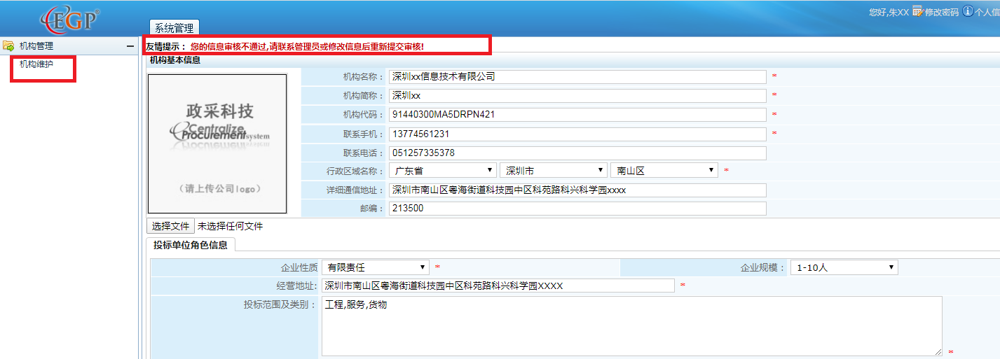 EGP®
您好,朱XX 修改密码 个人信
系统管理
机构管理
机构维护
友情提示： 您的信息审核不通过,请联系管理员或修改信息后重新提交审核!
机构基本信息
政采科技
Centralize
Procurement system
（请上传公司logo）
机构名称： 深圳xx信息技术有限公司 *
机构简称： 深圳xx *
机构代码： 91440300MA5DRPN421 *
联系手机： 13774561231 *
联系电话： 051257335378
行政区域名称： 广东省 深圳市 南山区 *
详细通信地址： 深圳市南山区粤海街道科技园中区科苑路科兴科学园xxxx
邮编： 213500
选择文件 未选择任何文件
投标单位角色信息
企业性质 有限责任 * 企业规模： 1-10人
经营地址: 深圳市南山区粤海街道科技园中区科苑路科兴科学园XXXX *
投标范围及类别： 工程,服务,货物 *